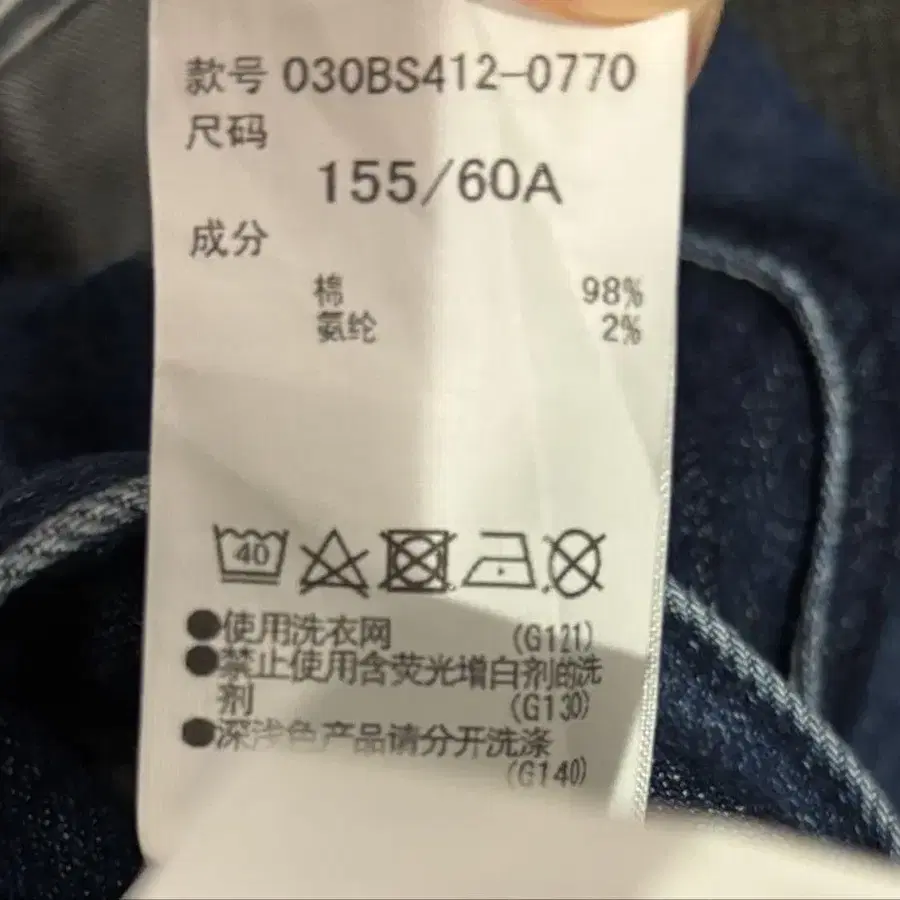 款号 030BS412-0770
尺码
155/60A
成分
棉 98%
氨纶 2%
40
●使用洗衣网 (G121)
●禁止使用含荧光增白剂的洗
剂 (G130)
●深浅色产品请分开洗涤
(G140)